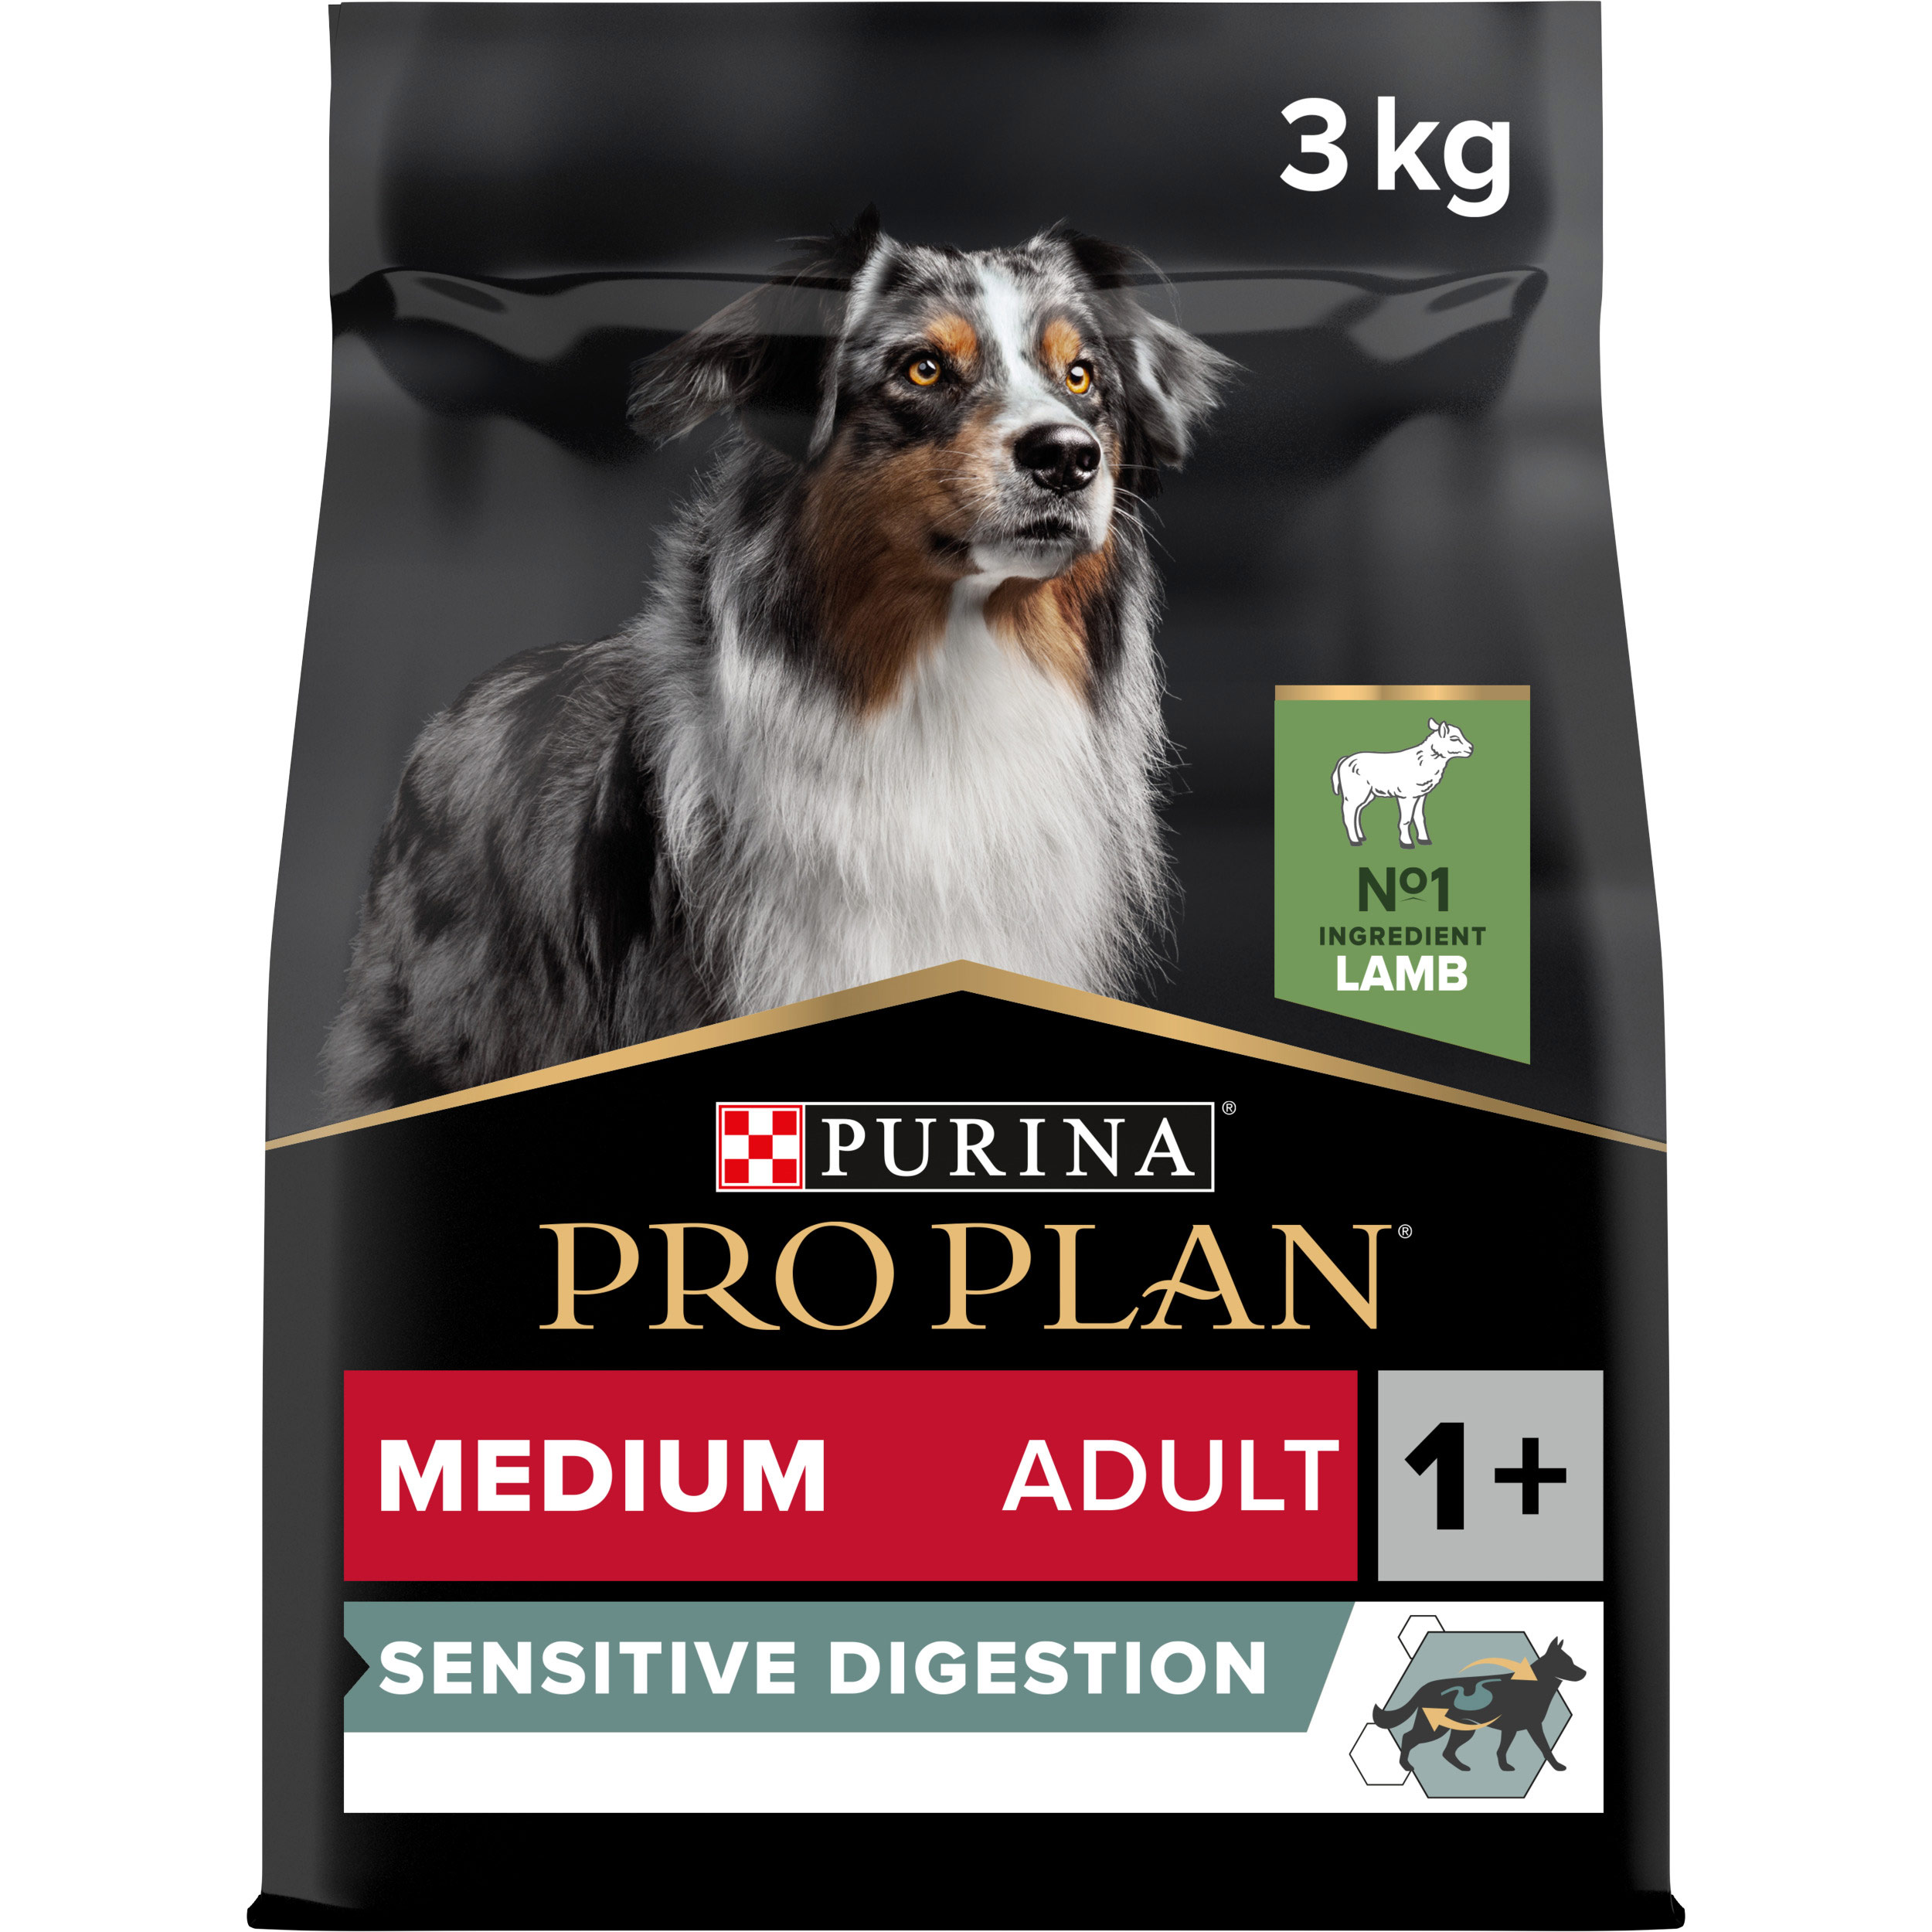 3 kg
Nº1
INGREDIENT
LAMB
PURINA®
PRO PLAN®
MEDIUM ADULT 1+
SENSITIVE DIGESTION